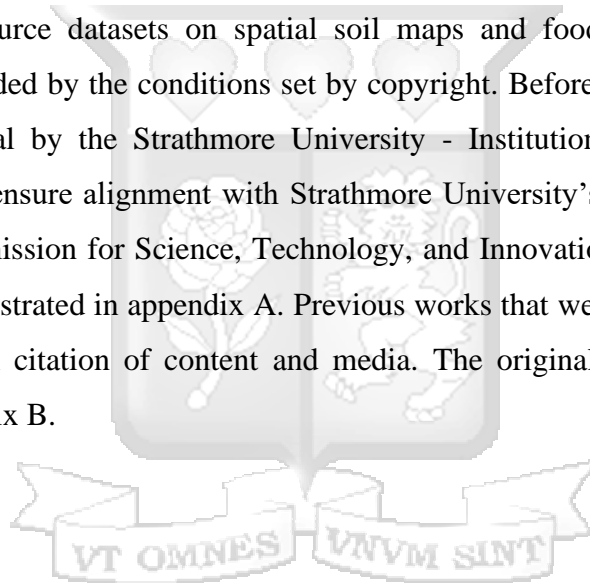 urce datasets on spatial soil maps and food
ded by the conditions set by copyright. Before
al by the Strathmore University - Institution
ensure alignment with Strathmore University's
mission for Science, Technology, and Innovatio
strated in appendix A. Previous works that we
citation of content and media. The original
ix B.
VT OMNES VNVM SINT